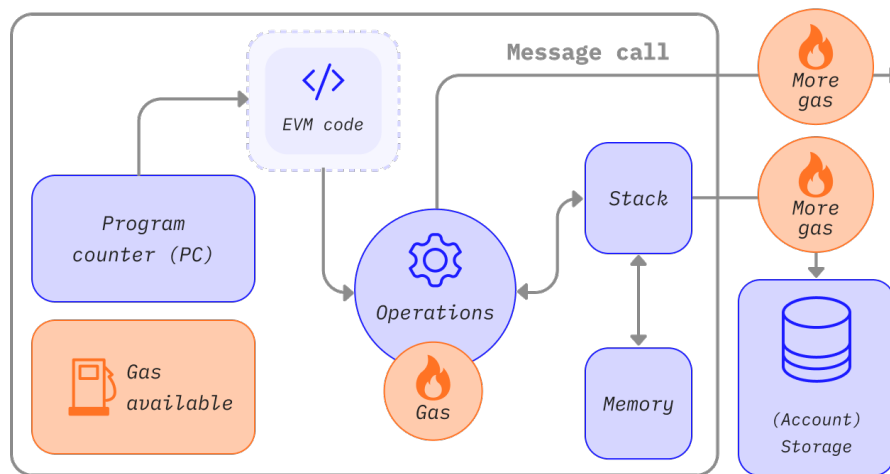 Message call
More
gas
</>
EVM code
Program
counter (PC)
Stack
More
gas
Operations
Gas
available
Gas
Memory
(Account)
Storage